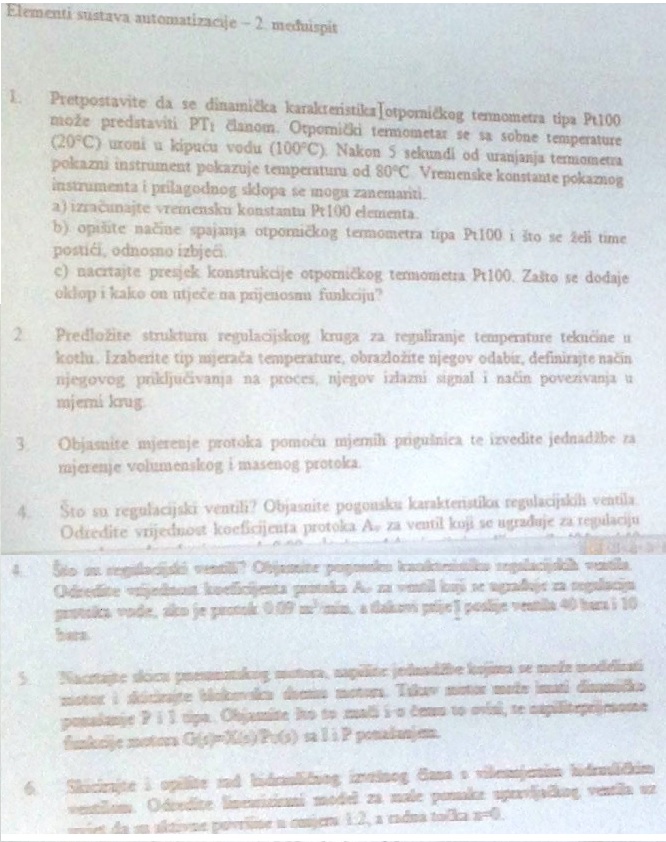 Elementi sustava automatizacije – 2. međuispit
1. Pretpostavite da se dinamička karakteristika otporničkog termometra tipa Pt100
može predstaviti PT1 članom. Otpornički termometar se sa sobne temperature
(20°C) uroni u kipuću vodu (100°C). Nakon 5 sekundi od uranjanja termometra
pokazni instrument pokazuje temperaturu od 80°C. Vremenske konstante pokaznog
instrumenta i prilagodnog sklopa se mogu zanemariti.
a) izračunajte vremensku konstantu Pt100 elementa.
b) opišite načine spajanja otporničkog termometra tipa Pt100 i što se želi time
postići, odnosno izbjeći.
c) nacrtajte presjek konstrukcije otporničkog termometra Pt100. Zašto se dodaje
oklop i kako on utječe na prijenosnu funkciju?
2. Predložite strukturu regulacijskog kruga za reguliranje temperature tekućine u
kotlu. Izaberite tip mjerača temperature, obrazložite njegov odabir, definirajte način
njegovog priključivanja na proces, njegov izlazni signal i način povezivanja u
mjerni krug.
3. Objasnite mjerenje protoka pomoću mjernih prigušnica te izvedite jednadžbe za
mjerenje volumenskog i masenog protoka.
4. Što su regulacijski ventili? Objasnite pogonsku karakteristiku regulacijskih ventila.
Odredite vrijednost koeficijenta protoka Av za ventil koji se ugrađuje za regulaciju
4. Što su regulacijski ventili? Objasnite pogonsku karakteristiku regulacijskih ventila.
Odredite vrijednost koeficijenta protoka Av za ventil koji se ugrađuje za regulaciju
protoka vode, ako je protok 0.09 m³/min, a tlakovi prije i poslije ventila 40 bara i 10
bara.
5. Nacrtajte skicu pneumatskog motora, napišite jednadžbe kojima se može modelirati
motor i skicirajte blokovsku shemu motora. Takav motor može imati dinamičko
ponašanje P i I tipa. Objasnite što to znači i o čemu to ovisi, te napišite prijenosne
funkcije motora G(s)=X(s)/Pu(s) sa I i P ponašanjem.
6. Skicirajte i opišite rad hidrauličkog izvršnog člana s hidrauličkim
ventilom. Odredite linearizirani model za male pomake upravljačkog ventila uz
uvjet da su aktivne površine u omjeru 1:2, a radna točka x=0.